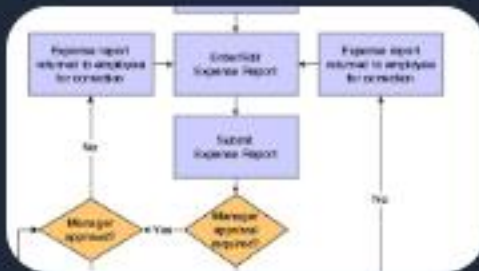 Expense report
returned to employee
for correction
Enter/Edit
Expense Report
Expense report
returned to employee
for correction
Submit
Expense Report
No
No
Manager
approval?
Yes
Manager
approval
required?